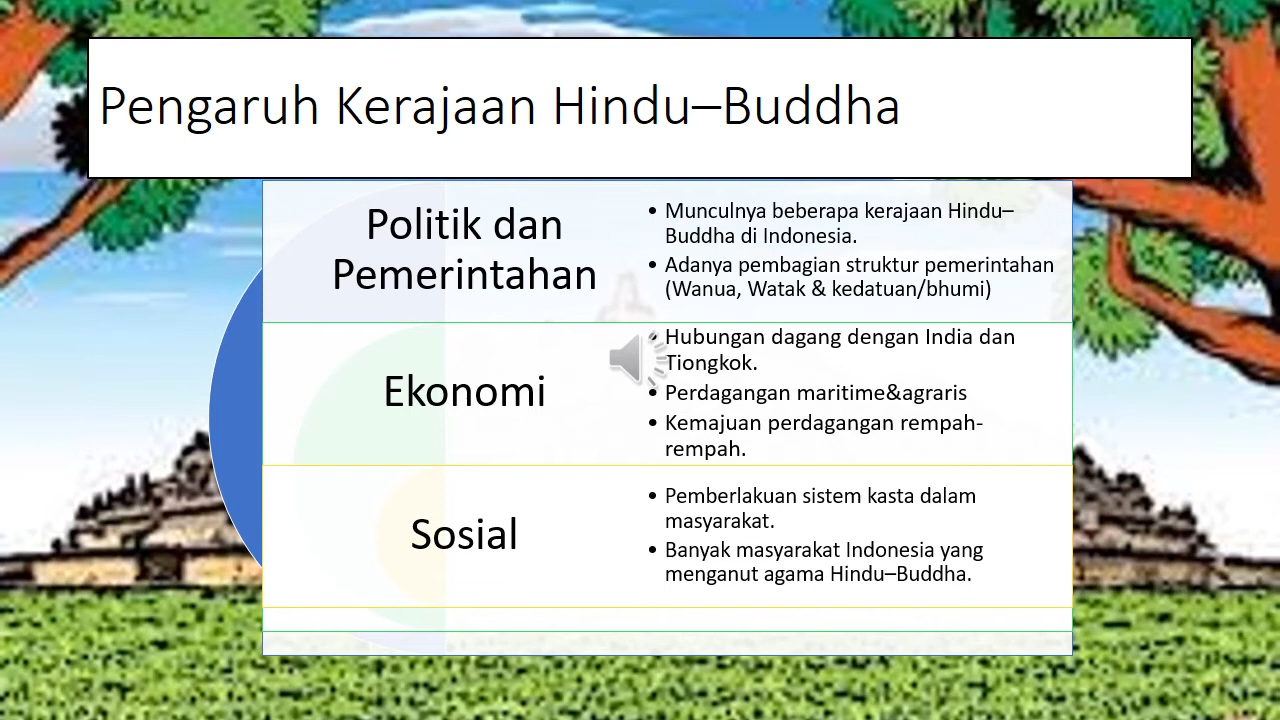 Pengaruh Kerajaan Hindu–Buddha
Politik dan
Pemerintahan
• Munculnya beberapa kerajaan Hindu–
Buddha di Indonesia.
• Adanya pembagian struktur pemerintahan
(Wanua, Watak & kedatuan/bhumi)
Ekonomi
• Hubungan dagang dengan India dan
Tiongkok.
• Perdagangan maritime&agraris
• Kemajuan perdagangan rempah-
rempah.
Sosial
• Pemberlakuan sistem kasta dalam
masyarakat.
• Banyak masyarakat Indonesia yang
menganut agama Hindu–Buddha.